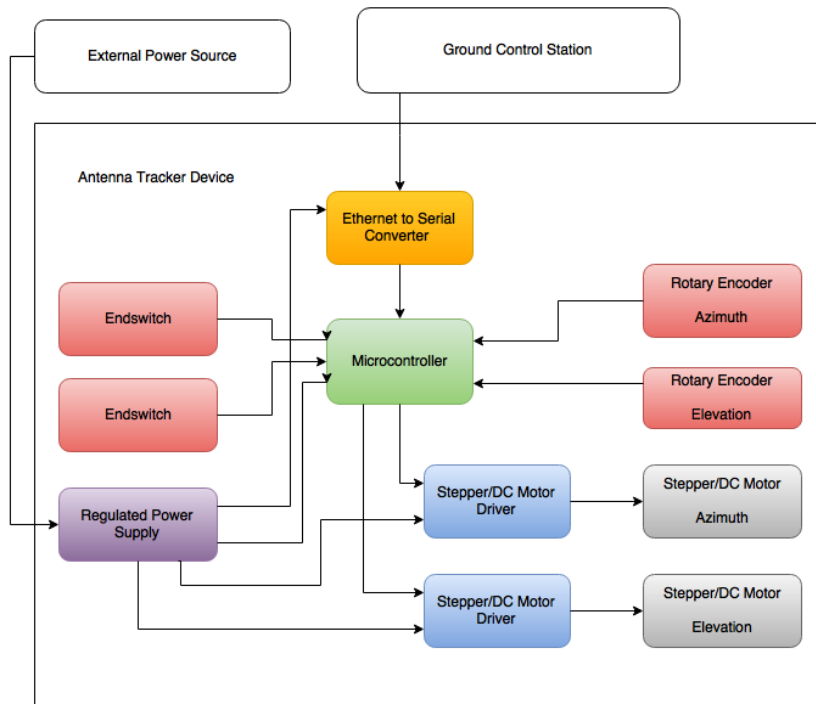 External Power Source
Ground Control Station
Antenna Tracker Device
Ethernet to Serial
Converter
Endswitch
Rotary Encoder
Azimuth
Microcontroller
Endswitch
Rotary Encoder
Elevation
Regulated Power
Supply
Stepper/DC Motor
Driver
Stepper/DC Motor
Azimuth
Stepper/DC Motor
Driver
Stepper/DC Motor
Elevation